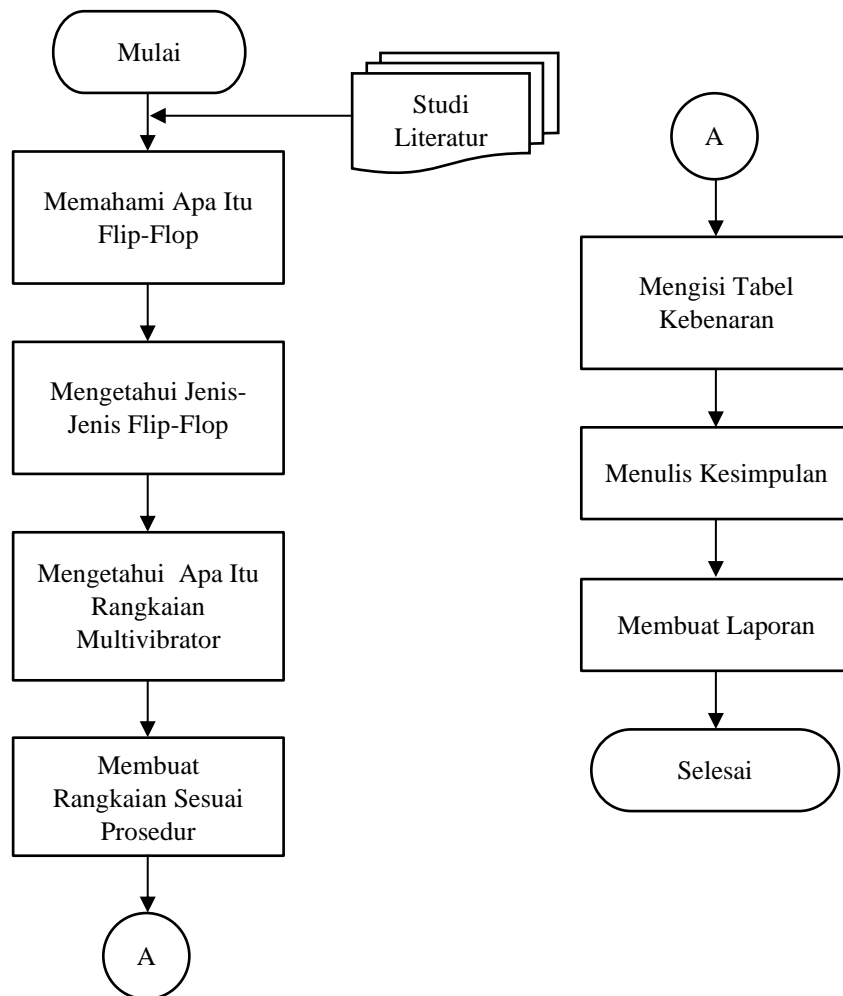 Mulai
Studi
Literatur
Memahami Apa Itu
Flip-Flop
Mengetahui Jenis-
Jenis Flip-Flop
Mengetahui Apa Itu
Rangkaian
Multivibrator
Membuat
Rangkaian Sesuai
Prosedur
A
A
Mengisi Tabel
Kebenaran
Menulis Kesimpulan
Membuat Laporan
Selesai